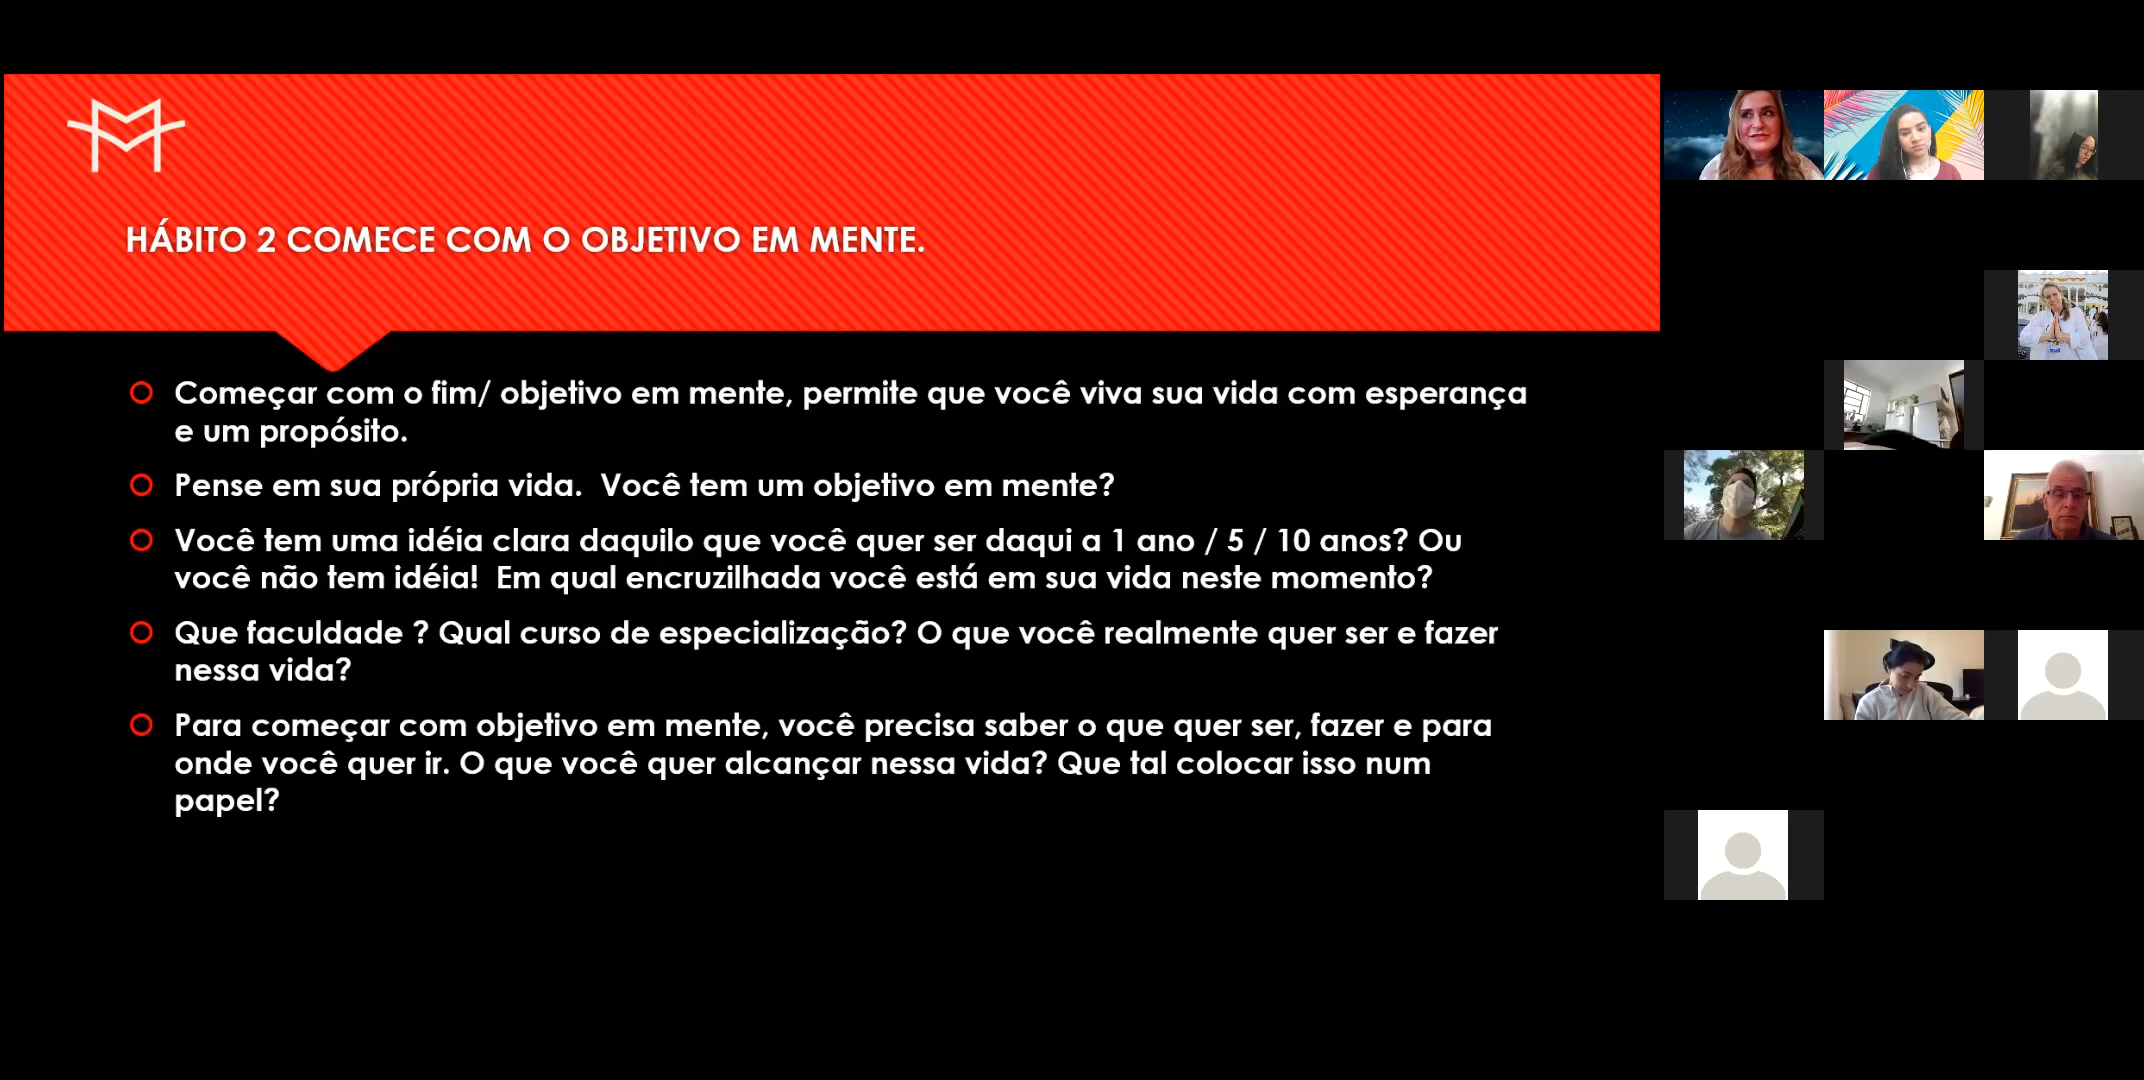 HÁBITO 2 COMECE COM O OBJETIVO EM MENTE.
Começar com o fim/ objetivo em mente, permite que você viva sua vida com esperança
e um propósito.
Pense em sua própria vida.  Você tem um objetivo em mente?
Você tem uma idéia clara daquilo que você quer ser daqui a 1 ano / 5 / 10 anos? Ou
você não tem idéia!  Em qual encruzilhada você está em sua vida neste momento?
Que faculdade ? Qual curso de especialização? O que você realmente quer ser e fazer
nessa vida?
Para começar com objetivo em mente, você precisa saber o que quer ser, fazer e para
onde você quer ir. O que você quer alcançar nessa vida? Que tal colocar isso num
papel?